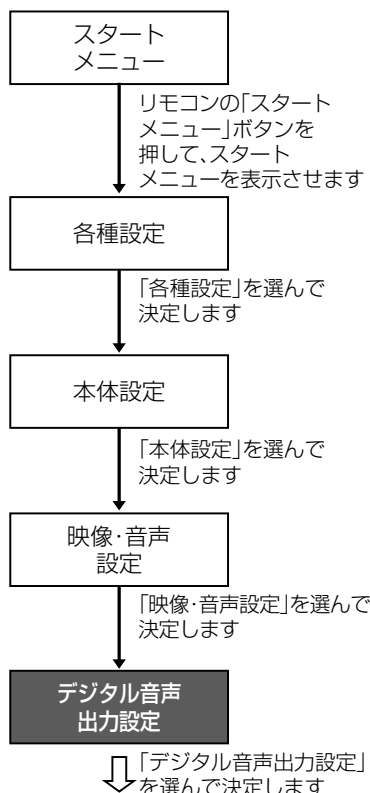 スタート
メニュー
リモコンの｢スタート
メニュー｣ボタンを
押して､スタート
メニューを表示させます
各種設定
｢各種設定｣を選んで
決定します
本体設定
｢本体設定｣を選んで
決定します
映像･音声
設定
｢映像･音声設定｣を選んで
決定します
デジタル音声
出力設定
｢デジタル音声出力設定｣
を選んで決定します